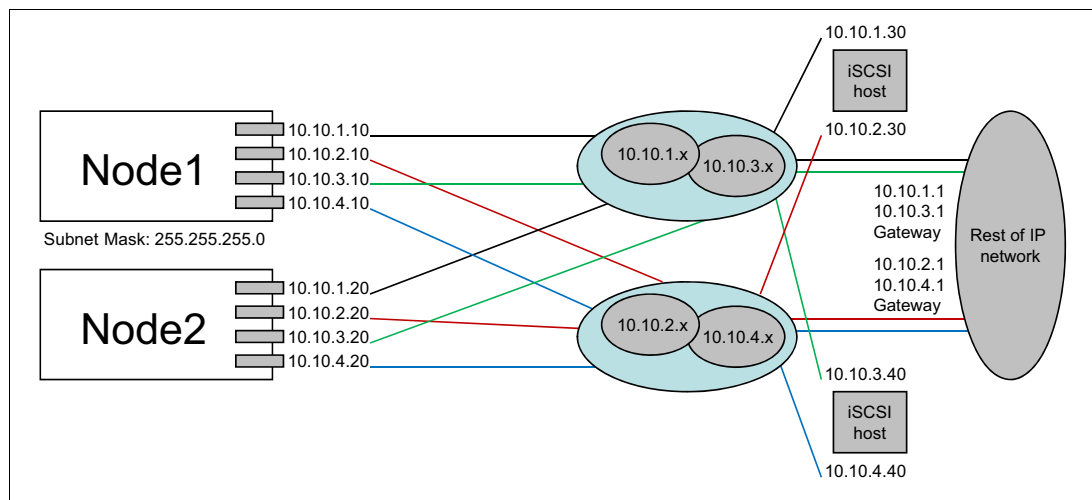 Node1
10.10.1.10
10.10.2.10
10.10.3.10
10.10.4.10
Subnet Mask: 255.255.255.0
Node2
10.10.1.20
10.10.2.20
10.10.3.20
10.10.4.20
10.10.1.x
10.10.3.x
10.10.2.x
10.10.4.x
10.10.1.30
iSCSI
host
10.10.2.30
10.10.1.1
10.10.3.1
Gateway
10.10.2.1
10.10.4.1
Gateway
Rest of IP
network
10.10.3.40
iSCSI
host
10.10.4.40